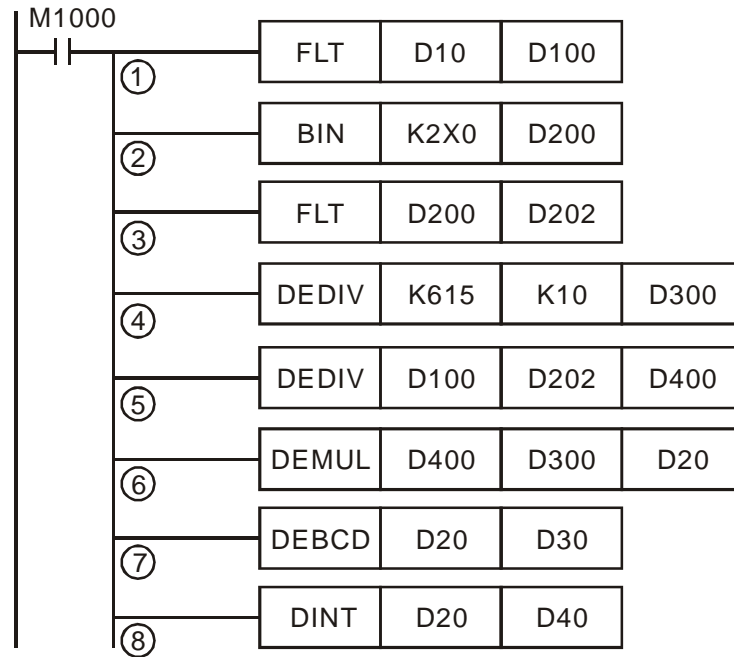 M1000
① FLT D10 D100
② BIN K2X0 D200
③ FLT D200 D202
④ DEDIV K615 K10 D300
⑤ DEDIV D100 D202 D400
⑥ DEMUL D400 D300 D20
⑦ DEBCD D20 D30
⑧ DINT D20 D40